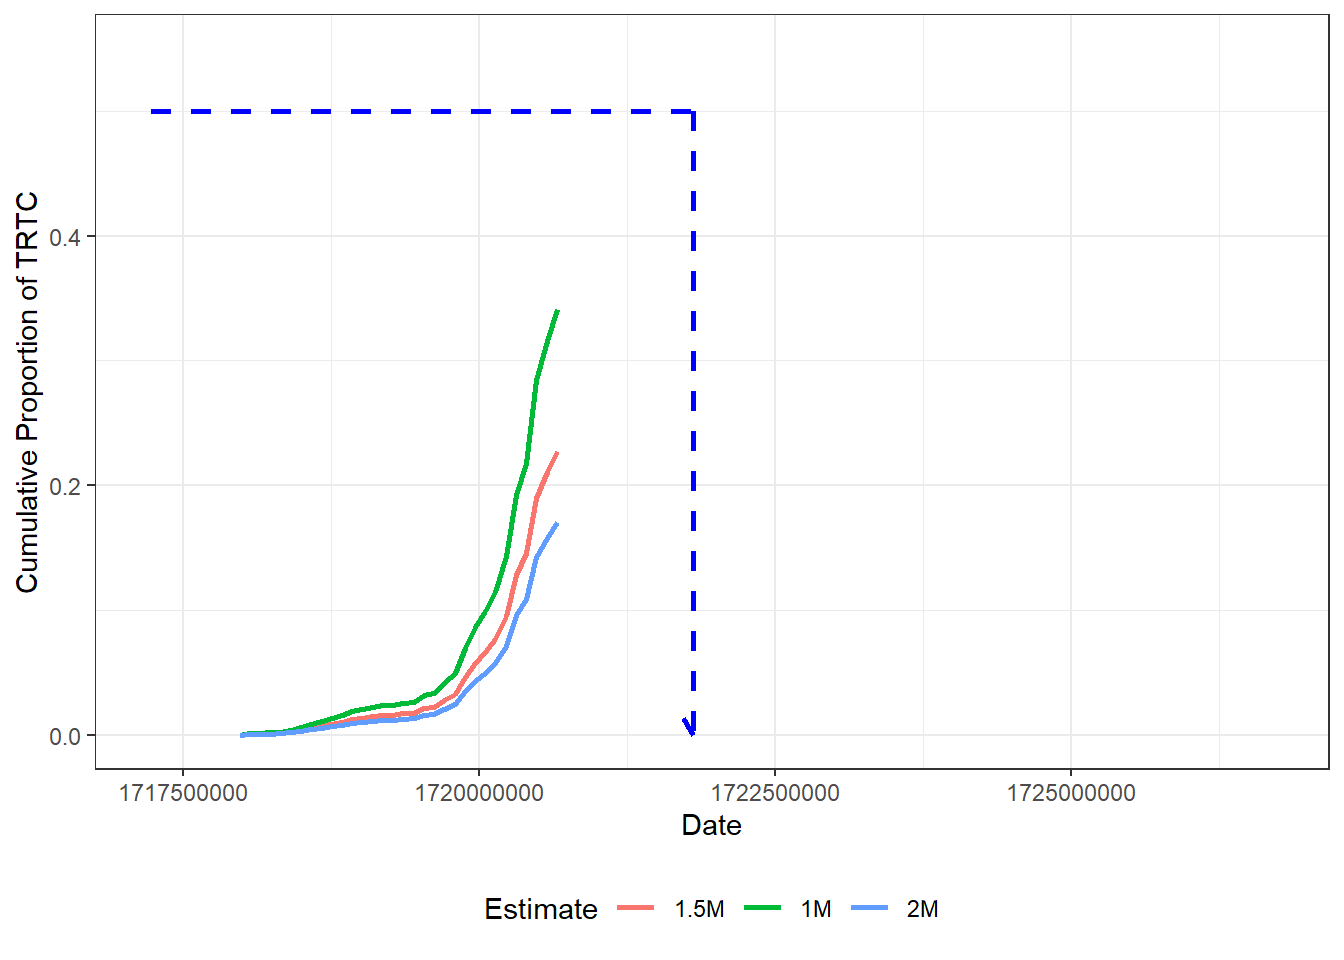 Cumulative Proportion of TRTC
0.4
0.2
0.0
1717500000 1720000000 1722500000 1725000000
Date
Estimate 1.5M 1M 2M